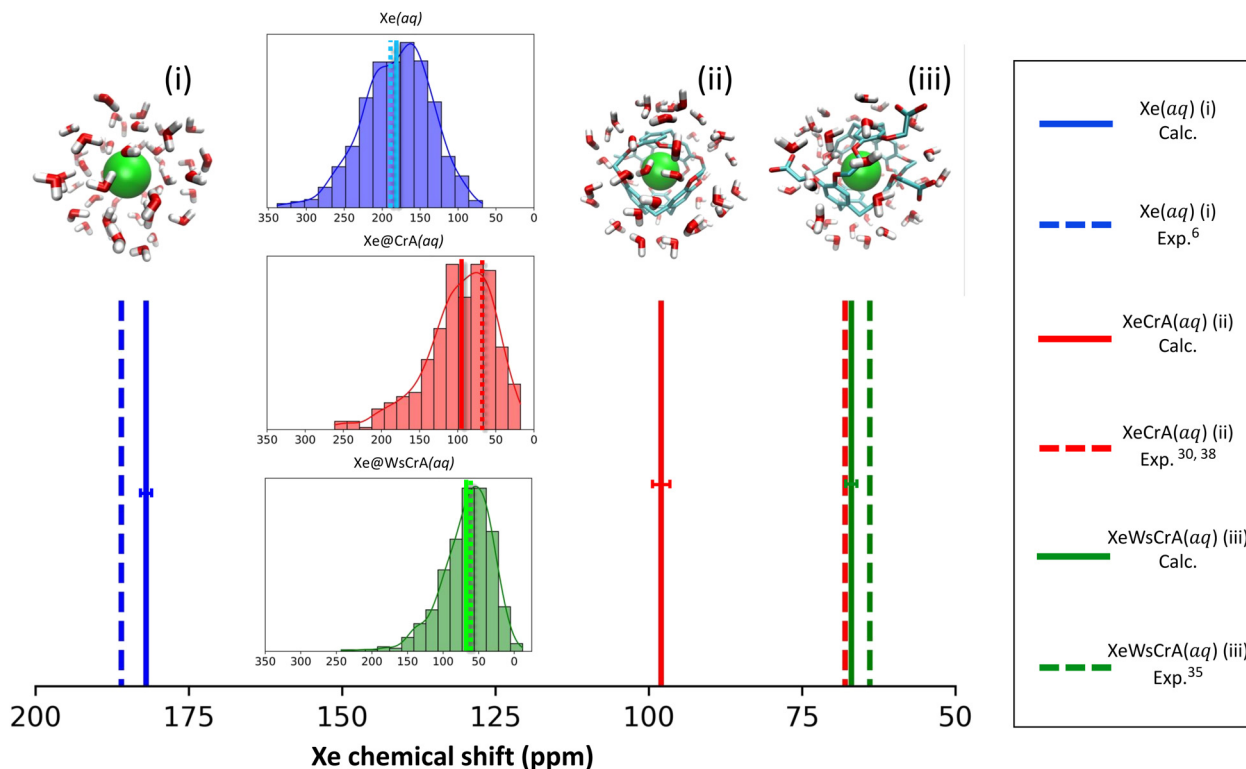 Xe(aq)
(i)
(ii)
(iii)
350 300 250 200 150 100 50 0
Xe@CrA(aq)
350 300 250 200 150 100 50 0
Xe@WsCrA(aq)
350 300 250 200 150 100 50 0
200 175 150 125 100 75 50
Xe chemical shift (ppm)
Xe(aq) (i)
Calc.
Xe(aq) (i)
Exp.6
XeCrA(aq) (ii)
Calc.
XeCrA(aq) (ii)
Exp. 30, 38
XeWsCrA(aq) (iii)
Calc.
XeWsCrA(aq) (iii)
Exp.35